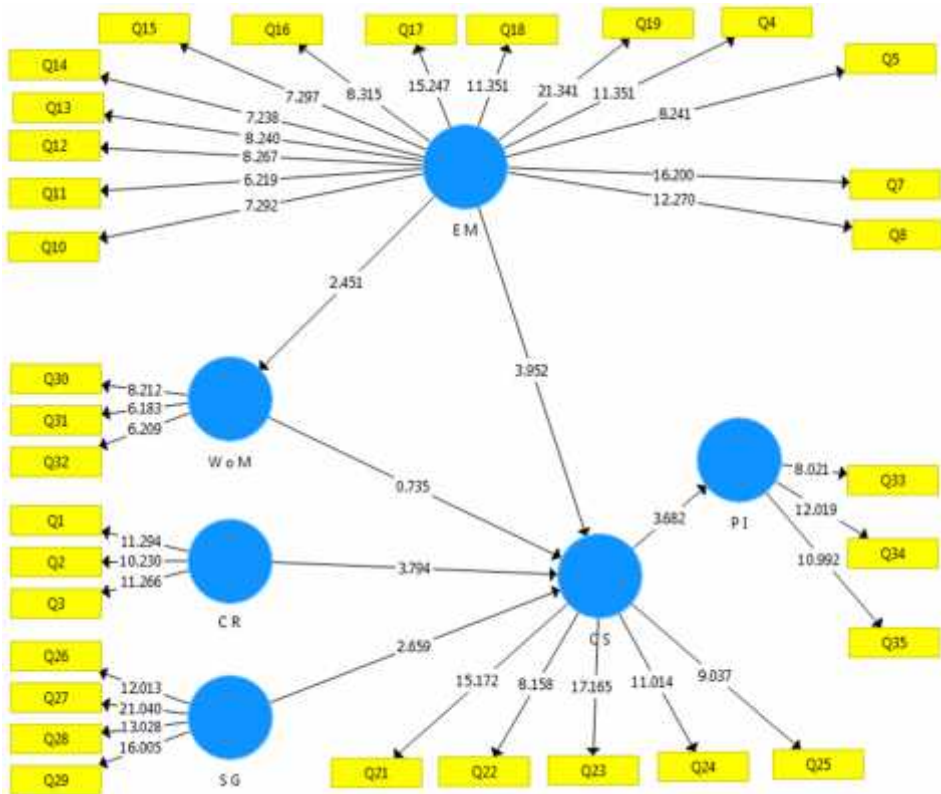 Q15
Q16
Q17
Q18
Q19
Q4
Q5
Q14
Q13
Q12
Q11
Q10
Q7
Q8
7.238
8.240
8.267
6.219
7.292
7.297
8.315
15.247
11.351
21.341
11.351
8.241
16.200
12.270
E M
2.451
3.952
Q30
Q31
Q32
8.212
6.183
6.209
W o M
0.735
Q1
Q2
Q3
11.294
10.230
11.266
C R
3.794
Q26
Q27
Q28
Q29
12.013
21.040
13.028
16.005
S G
2.659
C S
3.682
P I
8.021
12.019
10.992
Q33
Q34
Q35
15.172
8.158
17.165
11.014
9.037
Q21
Q22
Q23
Q24
Q25